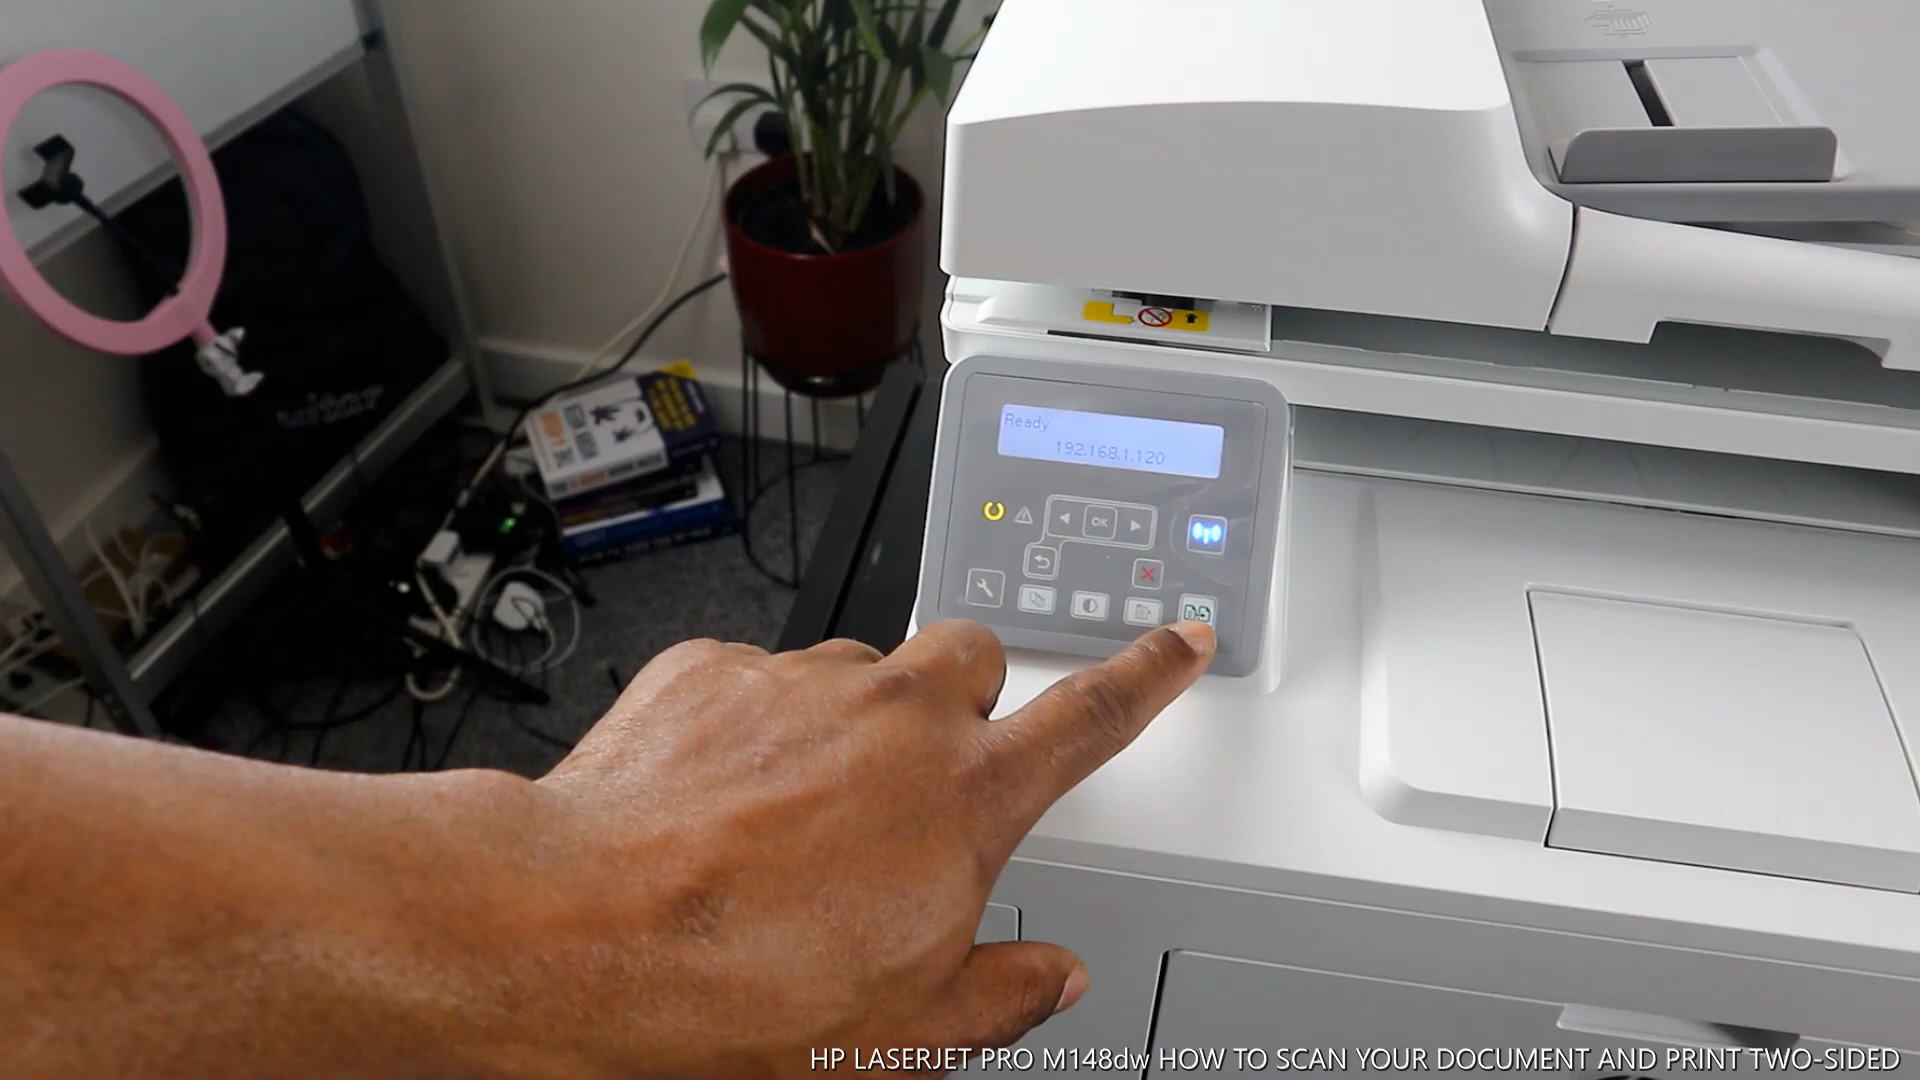 Ready
192.168.1.120
OK
HP LASERJET PRO M148dw HOW TO SCAN YOUR DOCUMENT AND PRINT TWO-SIDED